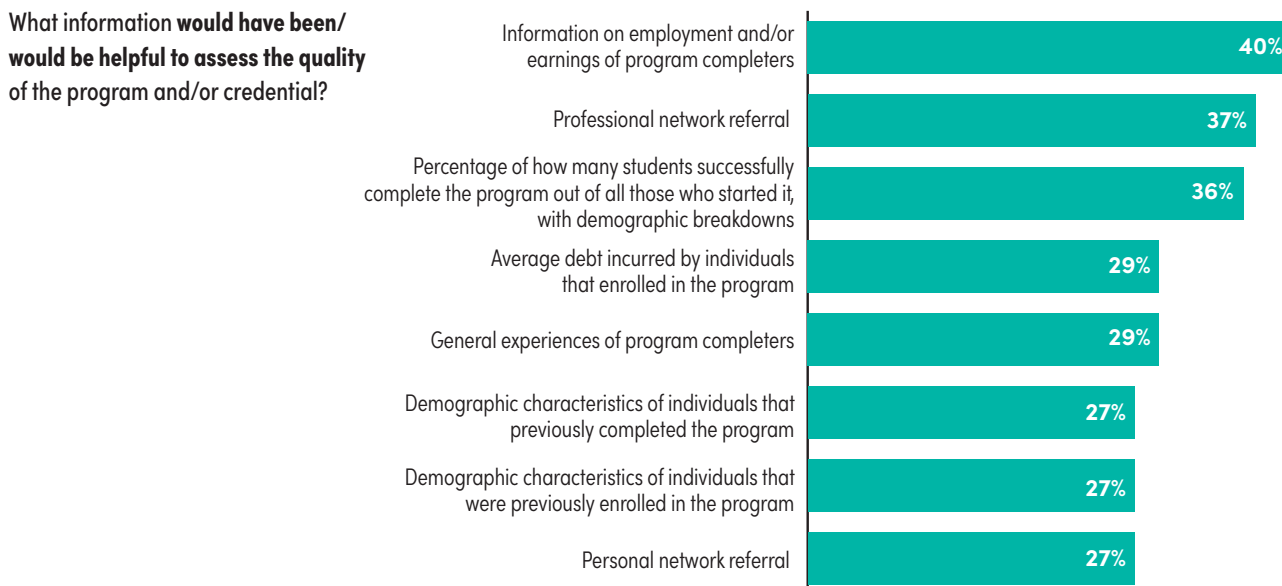 What information would have been/
would be helpful to assess the quality
of the program and/or credential?
Information on employment and/or
earnings of program completers
40%
Professional network referral
37%
Percentage of how many students successfully
complete the program out of all those who started it,
with demographic breakdowns
36%
Average debt incurred by individuals
that enrolled in the program
29%
General experiences of program completers
29%
Demographic characteristics of individuals that
previously completed the program
27%
Demographic characteristics of individuals that
were previously enrolled in the program
27%
Personal network referral
27%